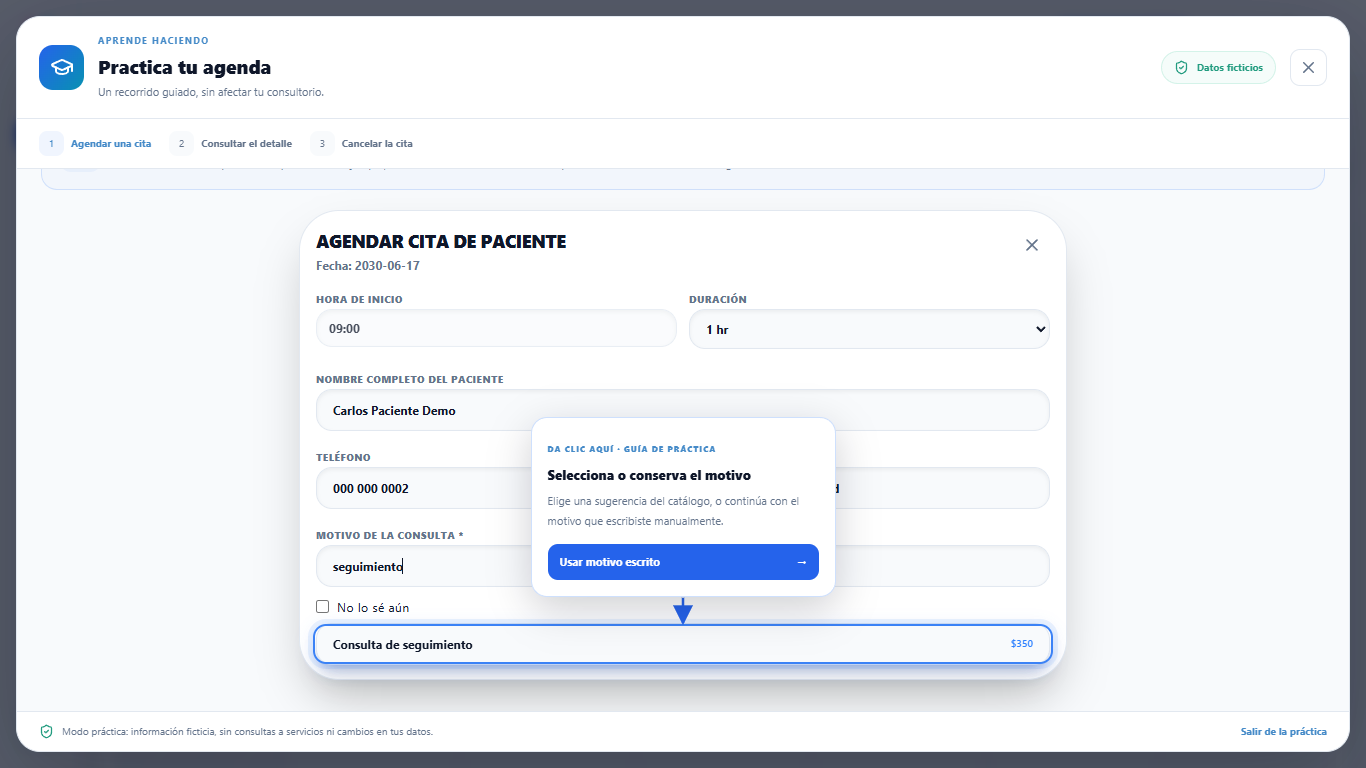 APRENDE HACIENDO
Practica tu agenda
Un recorrido guiado, sin afectar tu consultorio.
Datos ficticios
1 Agendar una cita 2 Consultar el detalle 3 Cancelar la cita
AGENDAR CITA DE PACIENTE
Fecha: 2030-06-17
HORA DE INICIO DURACIÓN
09:00 1 hr
NOMBRE COMPLETO DEL PACIENTE
Carlos Paciente Demo
DA CLIC AQUÍ · GUÍA DE PRÁCTICA
Selecciona o conserva el motivo
Elige una sugerencia del catálogo, o continúa con el
motivo que escribiste manualmente.
Usar motivo escrito →
TELÉFONO
000 000 0002
MOTIVO DE LA CONSULTA *
seguimiento
No lo sé aún
Consulta de seguimiento $350
Modo práctica: información ficticia, sin consultas a servicios ni cambios en tus datos.
Salir de la práctica